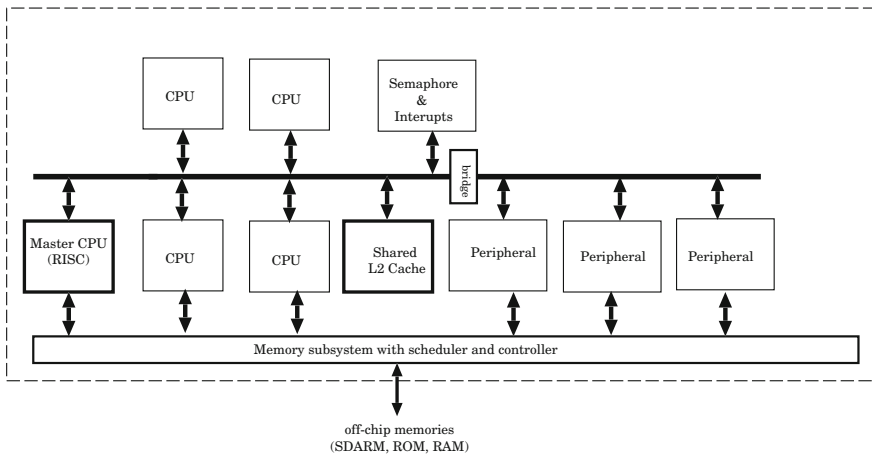 CPU
CPU
Semaphore
&
Interupts
bridge
Master CPU
(RISC)
CPU
CPU
Shared
L2 Cache
Peripheral
Peripheral
Peripheral
Memory subsystem with scheduler and controller
off-chip memories
(SDARM, ROM, RAM)